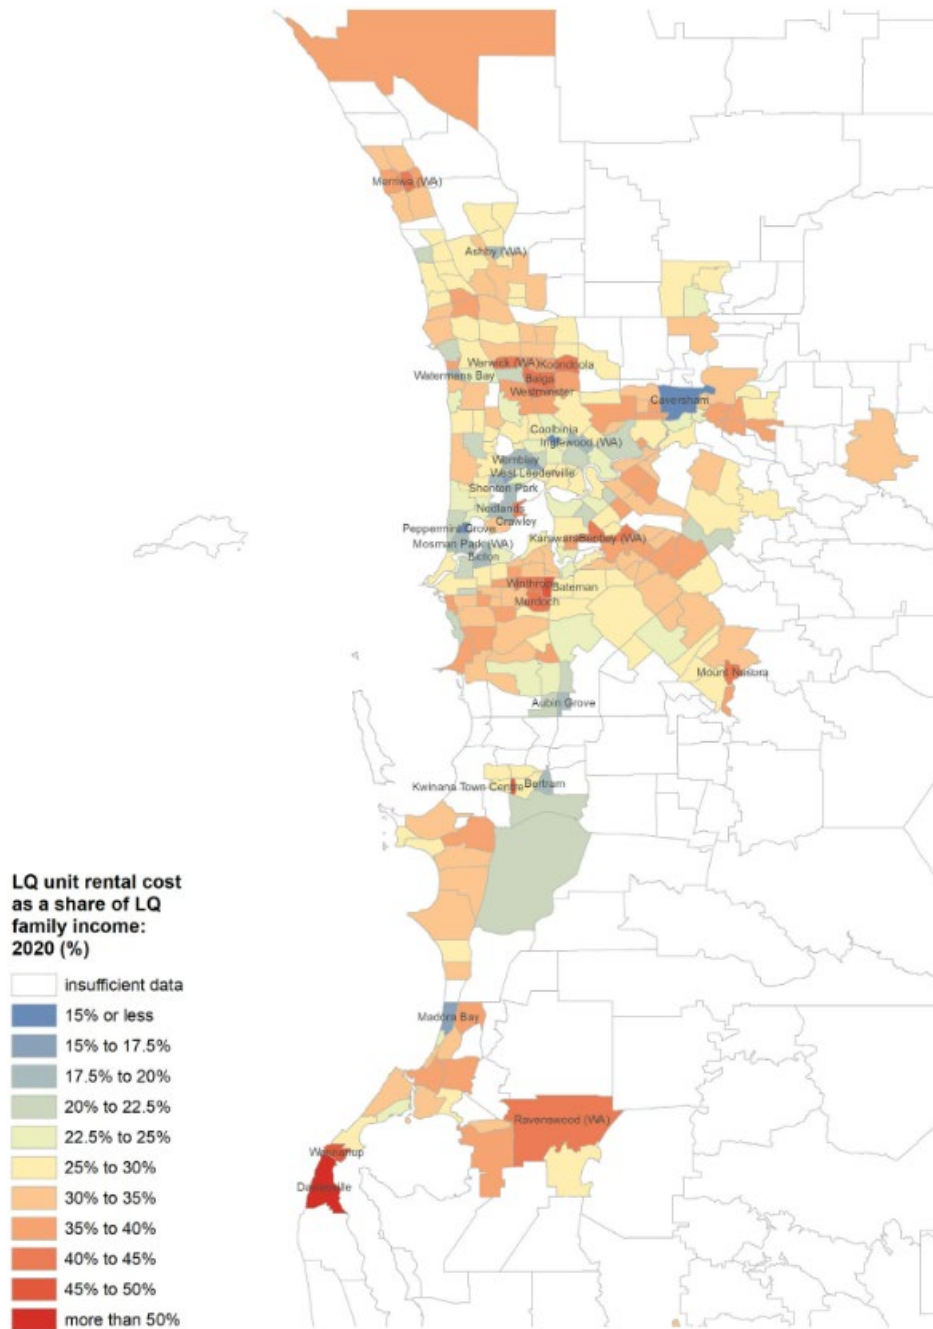 Merriwa (WA)
Ashby (WA)
Warwick (WA)
Koondoola
Watermans Bay
Balga
Westminster
Caversham
Coolbinia
Inglewood (WA)
Wembley
West Leederville
Shenton Park
Nedlands
Crawley
Peppermint Grove
Mosman Park (WA)
Karawara
Bentley (WA)
Bicton
Winthrop
Bateman
Murdoch
Mount Nasura
Aubin Grove
Bertram
Kwinana Town Centre
LQ unit rental cost
as a share of LQ
family income:
2020 (%)
insufficient data
15% or less
15% to 17.5%
17.5% to 20%
20% to 22.5%
22.5% to 25%
25% to 30%
30% to 35%
35% to 40%
40% to 45%
45% to 50%
more than 50%
Madora Bay
Ravenswood (WA)
Wannanup
Dawesville